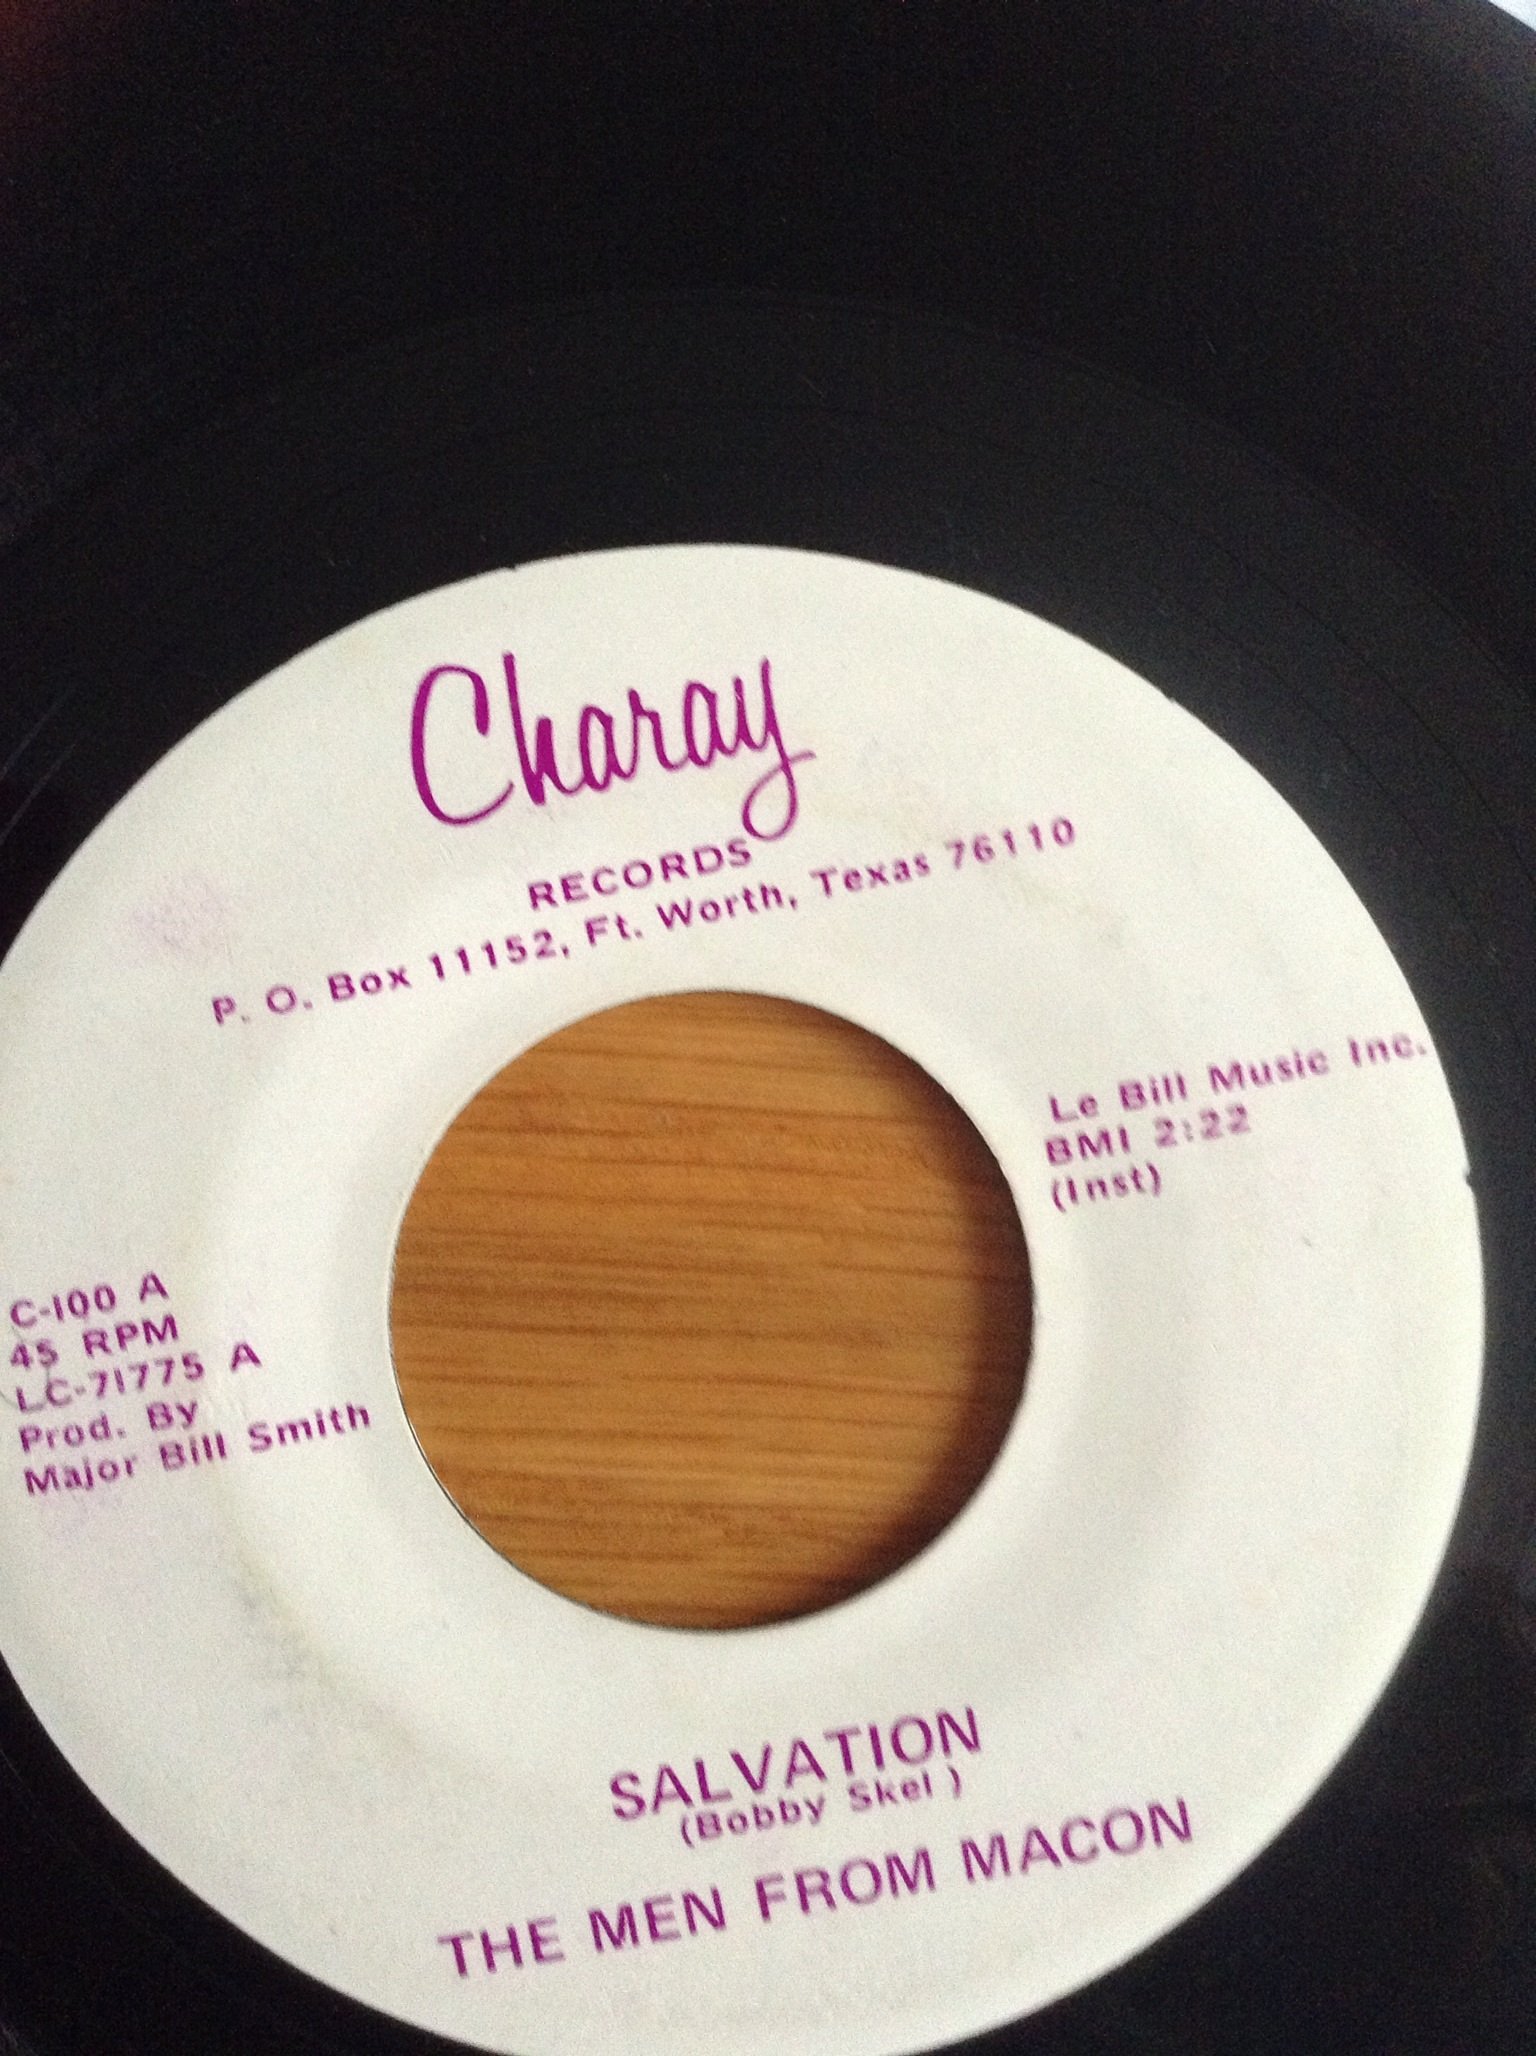 Charay
RECORDS
P. O. Box 11152, Ft. Worth, Texas 76110
Le Bill Music Inc.
BMI 2:22
(Inst)
C-100 A
45 RPM
LC-71775 A
Prod. By
Major Bill Smith
SALVATION
(Bobby Skel )
THE MEN FROM MACON